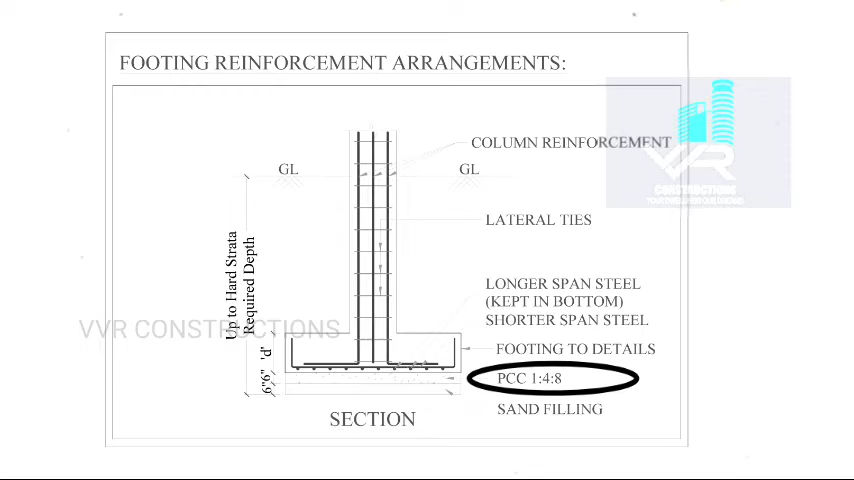 FOOTING REINFORCEMENT ARRANGEMENTS:
COLUMN REINFORCEMENT
VVR
CONSTRUCTIONS
GL
GL
LATERAL TIES
Up to Hard Strata
Required Depth
LONGER SPAN STEEL
(KEPT IN BOTTOM)
SHORTER SPAN STEEL
VVR CONSTRUCTIONS
'd'
FOOTING TO DETAILS
6"
PCC 1:4:8
6"
SAND FILLING
SECTION